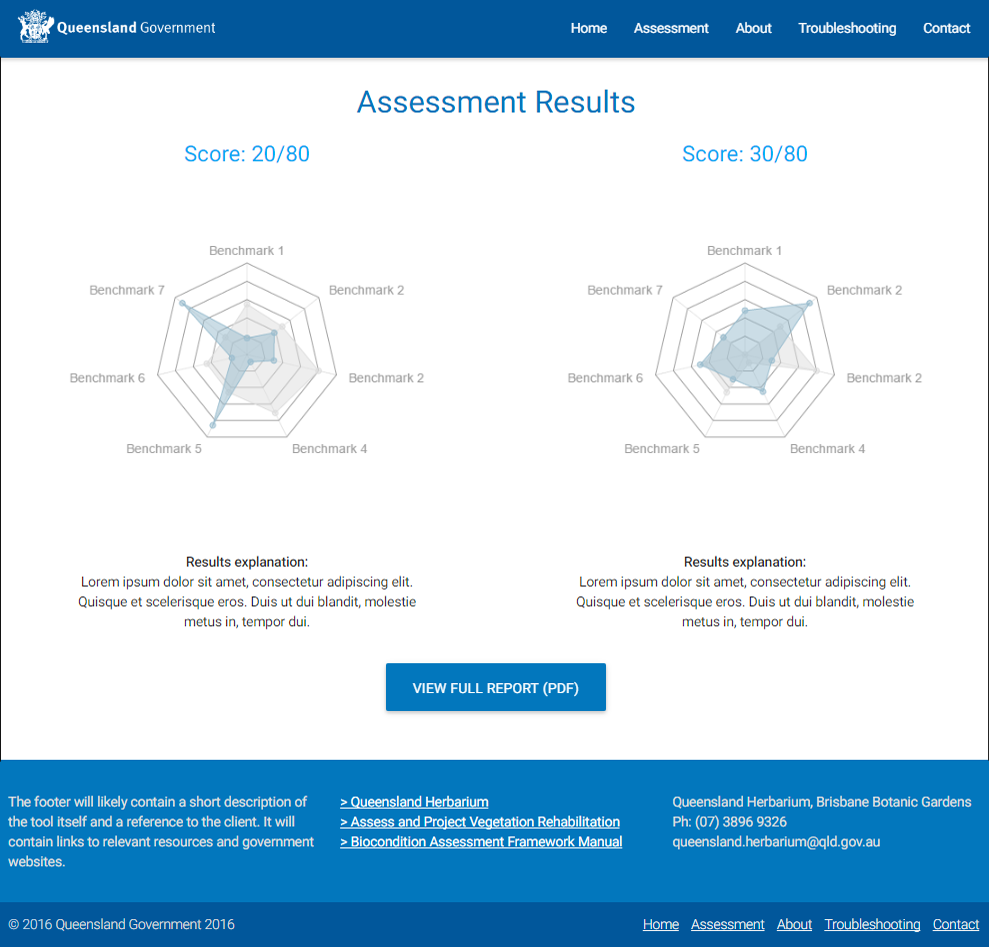 Queensland Government
Home Assessment About Troubleshooting Contact
Assessment Results
Score: 20/80
Benchmark 1
Benchmark 7
Benchmark 2
Benchmark 6
Benchmark 2
Benchmark 5
Benchmark 4
Results explanation:
Lorem ipsum dolor sit amet, consectetur adipiscing elit.
Quisque et scelerisque eros. Duis ut dui blandit, molestie
metus in, tempor dui.
Score: 30/80
Benchmark 1
Benchmark 7
Benchmark 2
Benchmark 6
Benchmark 2
Benchmark 5
Benchmark 4
Results explanation:
Lorem ipsum dolor sit amet, consectetur adipiscing elit.
Quisque et scelerisque eros. Duis ut dui blandit, molestie
metus in, tempor dui.
VIEW FULL REPORT (PDF)
The footer will likely contain a short description of
the tool itself and a reference to the client. It will
contain links to relevant resources and government
websites.
> Queensland Herbarium
> Assess and Project Vegetation Rehabilitation
> Biocondition Assessment Framework Manual
Queensland Herbarium, Brisbane Botanic Gardens
Ph: (07) 3896 9326
queensland.herbarium@qld.gov.au
© 2016 Queensland Government 2016
Home Assessment About Troubleshooting Contact